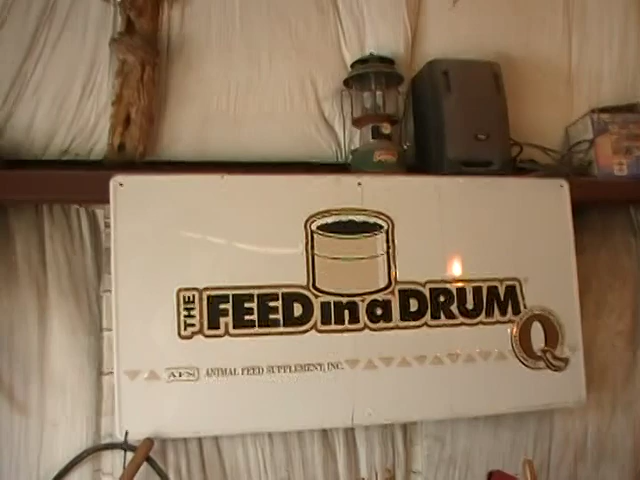 THE FEED in a DRUM
Q
AFS ANIMAL FEED SUPPLEMENT, INC.